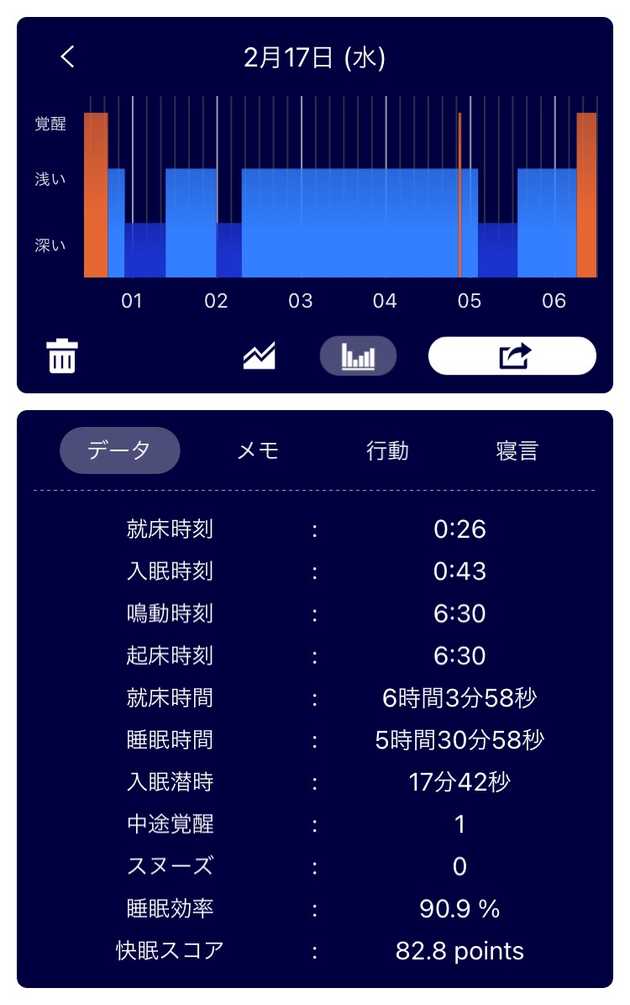 2月17日 (水)
覚醒
浅い
深い
01 02 03 04 05 06
データ メモ 行動 寝言
就床時刻 : 0:26
入眠時刻 : 0:43
鳴動時刻 : 6:30
起床時刻 : 6:30
就床時間 : 6時間3分58秒
睡眠時間 : 5時間30分58秒
入眠潜時 : 17分42秒
中途覚醒 : 1
スヌーズ : 0
睡眠効率 : 90.9 %
快眠スコア : 82.8 points